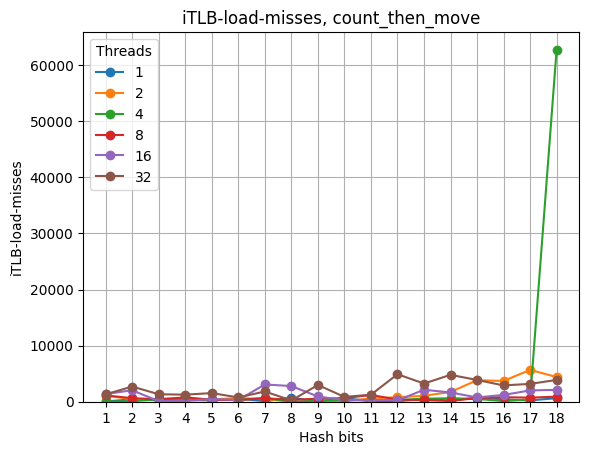 iTLB-load-misses, count_then_move
Threads
1
2
4
8
16
32
60000
50000
40000
30000
20000
10000
0
iTLB-load-misses
1 2 3 4 5 6 7 8 9 10 11 12 13 14 15 16 17 18
Hash bits